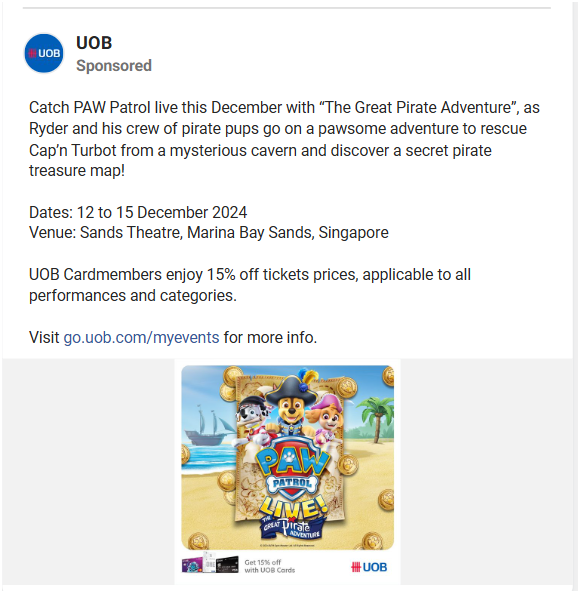 UOB
UOB
Sponsored
Catch PAW Patrol live this December with “The Great Pirate Adventure”, as
Ryder and his crew of pirate pups go on a pawsome adventure to rescue
Cap’n Turbot from a mysterious cavern and discover a secret pirate
treasure map!
Dates: 12 to 15 December 2024
Venue: Sands Theatre, Marina Bay Sands, Singapore
UOB Cardmembers enjoy 15% off tickets prices, applicable to all
performances and categories.
Visit go.uob.com/myevents for more info.
PAW
PATROL
LIVE!
THE
GREAT Pirate
ADVENTURE
Get 15% off
with UOB Cards
UOB